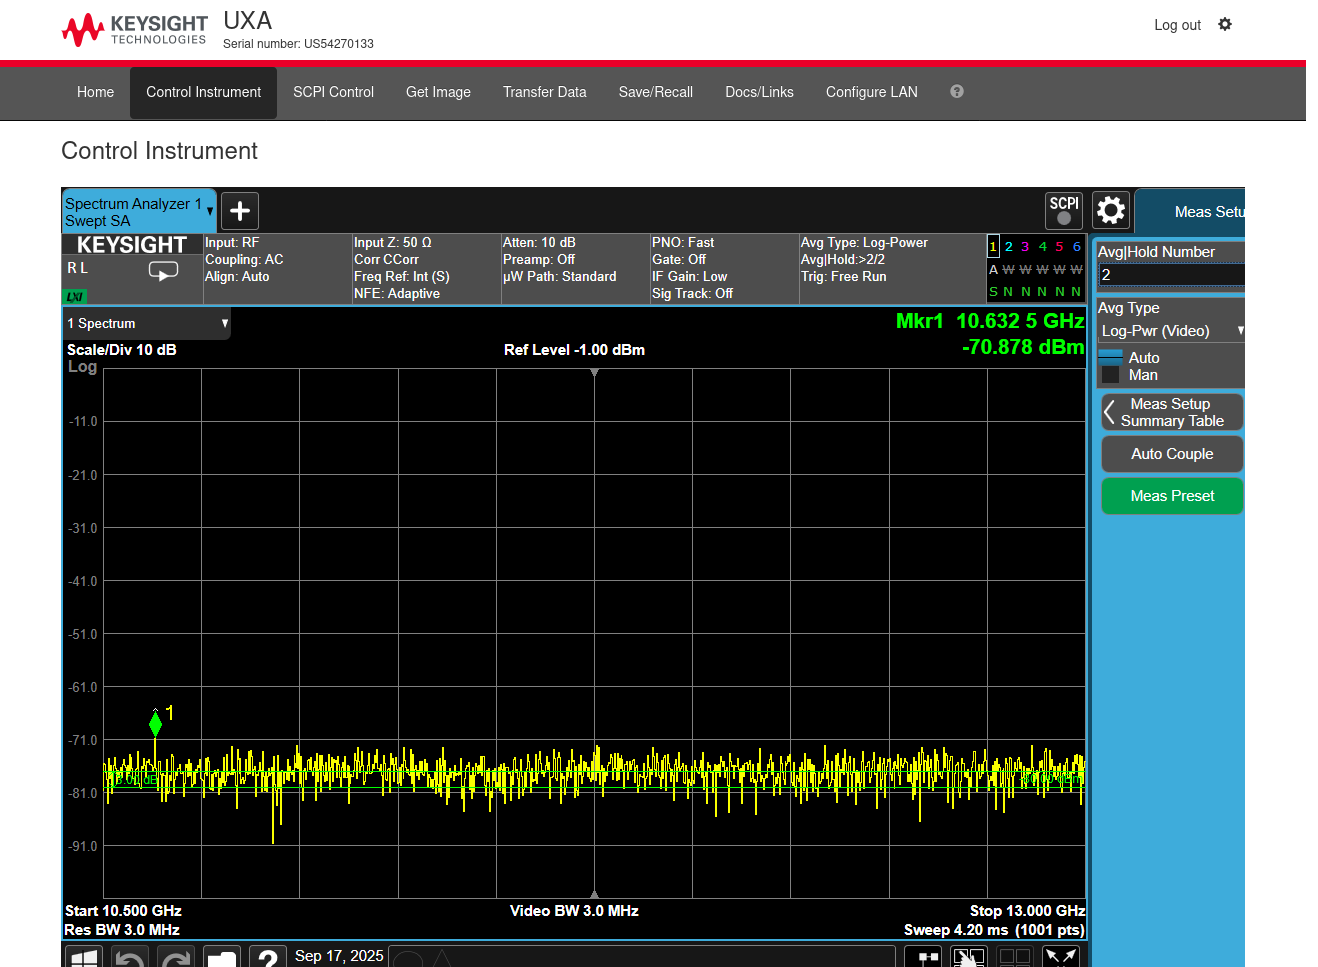 KEYSIGHT
TECHNOLOGIES
UXA
Serial number: US54270133
Log out
Home
Control Instrument
SCPI Control
Get Image
Transfer Data
Save/Recall
Docs/Links
Configure LAN
?
Control Instrument
Spectrum Analyzer 1
Swept SA
SCPI
Meas Setu
KEYSIGHT
R L
LXI
Input: RF
Coupling: AC
Align: Auto
Input Z: 50 Ω
Corr CCorr
Freq Ref: Int (S)
NFE: Adaptive
Atten: 10 dB
Preamp: Off
µW Path: Standard
PNO: Fast
Gate: Off
IF Gain: Low
Sig Track: Off
Avg Type: Log-Power
Avg|Hold:>2/2
Trig: Free Run
1 2 3 4 5 6
A W W W W W
S N N N N N
Avg|Hold Number
2
Avg Type
Log-Pwr (Video)
Auto
Man
Meas Setup
Summary Table
Auto Couple
Meas Preset
1 Spectrum
Scale/Div 10 dB
Log
Ref Level -1.00 dBm
Mkr1 10.632 5 GHz
-70.878 dBm
-11.0
-21.0
-31.0
-41.0
-51.0
-61.0
-71.0
-81.0
-91.0
1
Start 10.500 GHz
Res BW 3.0 MHz
Video BW 3.0 MHz
Stop 13.000 GHz
Sweep 4.20 ms (1001 pts)
?
Sep 17, 2025